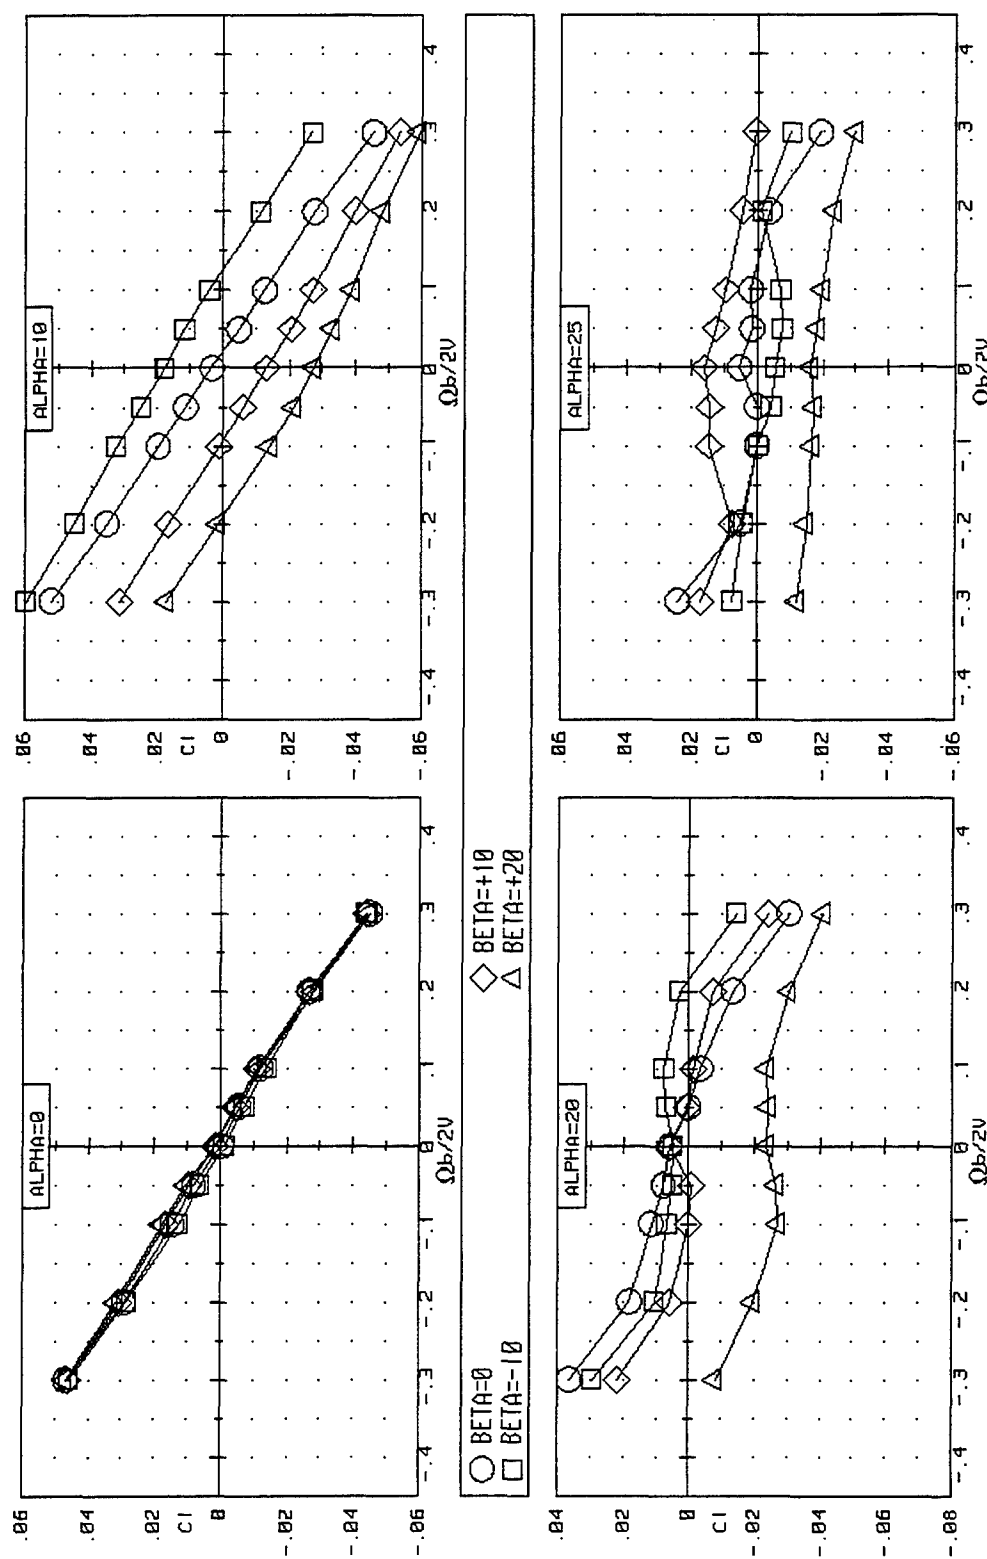 ALPHA=0
.06
.04
.02
Cl
0
-.02
-.04
-.06
-.4 -.3 -.2 -.1 0 .1 .2 .3 .4
Ωb/2V
ALPHA=10
.06
.04
.02
Cl
0
-.02
-.04
-.06
-.4 -.3 -.2 -.1 0 .1 .2 .3 .4
Ωb/2V
BETA=0
BETA=-10
BETA=+10
BETA=+20
ALPHA=20
.04
.02
0
Cl
-.02
-.04
-.06
-.08
-.4 -.3 -.2 -.1 0 .1 .2 .3 .4
Ωb/2V
ALPHA=25
.06
.04
.02
Cl
0
-.02
-.04
-.06
-.4 -.3 -.2 -.1 0 .1 .2 .3 .4
Ωb/2V